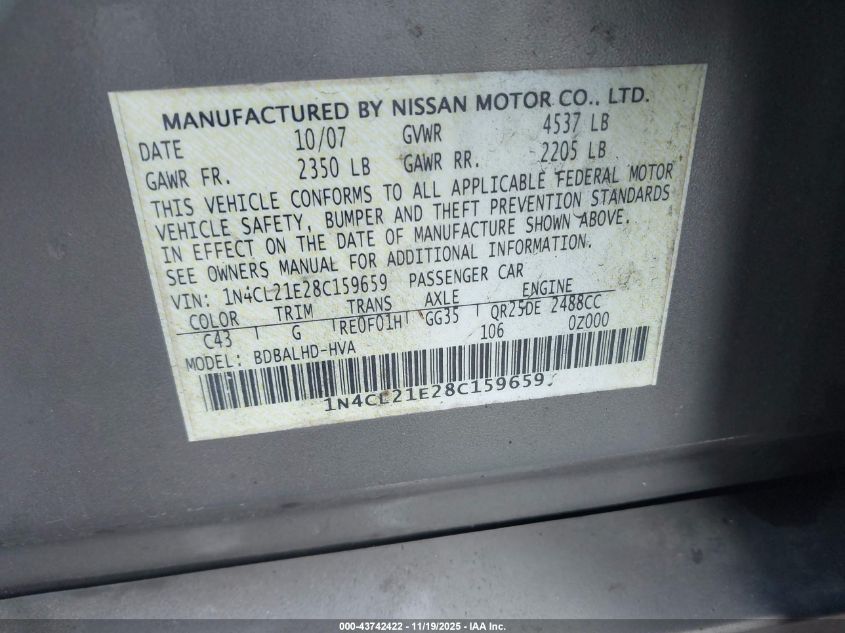 MANUFACTURED BY NISSAN MOTOR CO., LTD.
DATE 10/07 GVWR 4537 LB
GAWR FR. 2350 LB GAWR RR. 2205 LB
THIS VEHICLE CONFORMS TO ALL APPLICABLE FEDERAL MOTOR
VEHICLE SAFETY, BUMPER AND THEFT PREVENTION STANDARDS
IN EFFECT ON THE DATE OF MANUFACTURE SHOWN ABOVE.
SEE OWNERS MANUAL FOR ADDITIONAL INFORMATION.
VIN: 1N4CL21E28C159659 PASSENGER CAR
COLOR TRIM TRANS AXLE ENGINE
C43 G RE0F01H GG35 QR25DE 2488CC
MODEL: BDBALHD-HVA 106 0Z000
1N4CL21E28C159659
000-43742422 - 11/19/2025 - IAA Inc.